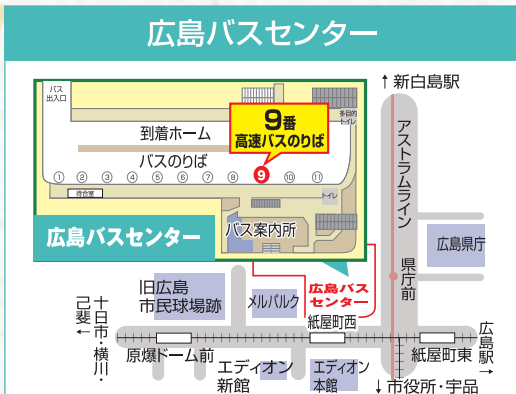 広島バスセンター
バス
出入口
到着ホーム
バスのりば
9番
高速バスのりば
多目的
トイレ
① ② ③ ④ ⑤ ⑥ ⑦ ⑧ 9 ⑩ ⑪
待合室
トイレ
バス案内所
広島バスセンター
↑新白島駅
アストラムライン
県庁前
広島県庁
旧広島
市民球場跡
メルパルク
広島バス
センター
紙屋町西
十日市・横川・
己斐←
原爆ドーム前
エディオン
新館
エディオン
本館
紙屋町東
広島駅→
↓市役所・宇品